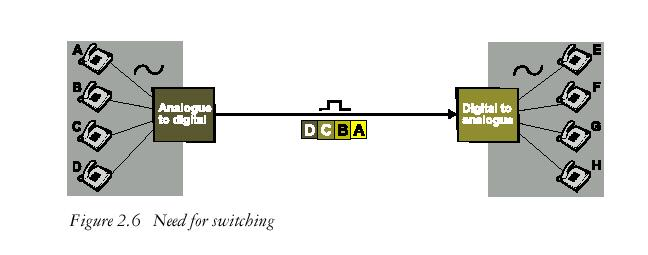 A
B
C
D
Analogue
to digital
D C B A
Digital to
analogue
E
F
G
H
Figure 2.6 Need for switching